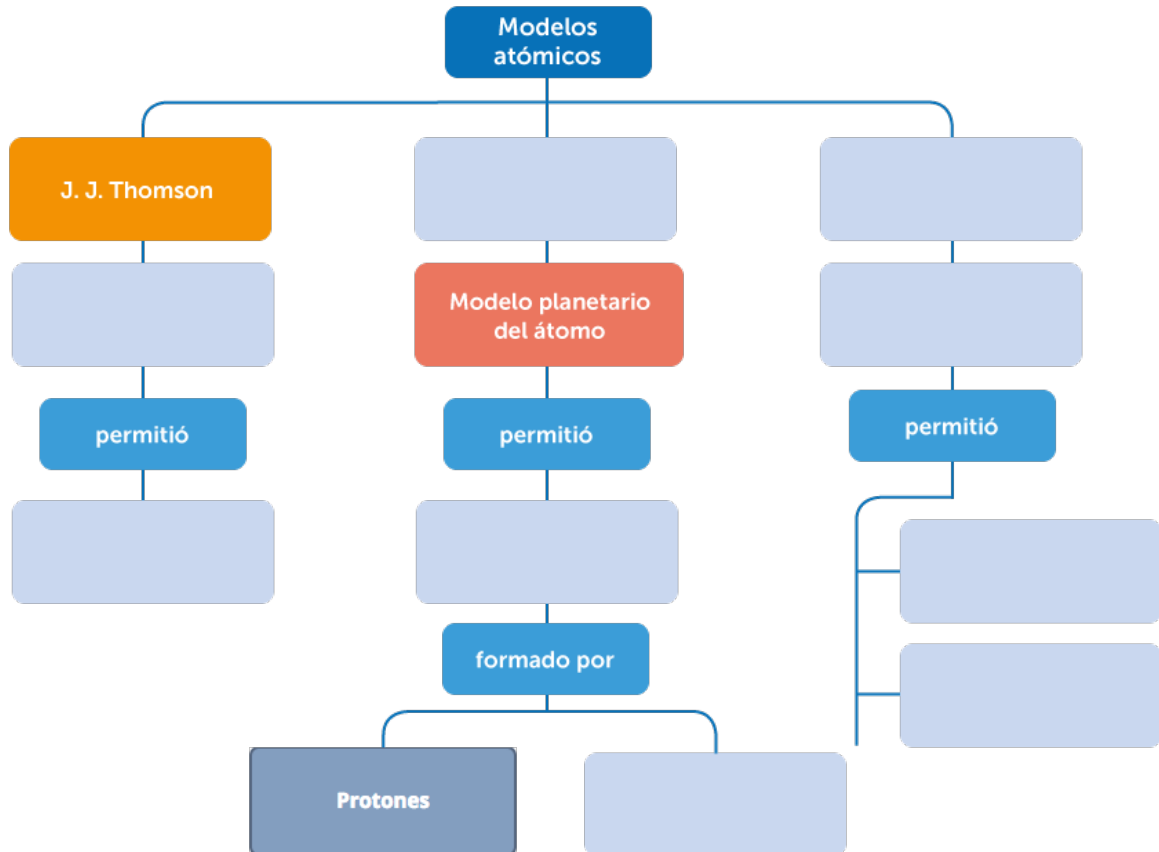 Modelos
atómicos
J. J. Thomson
Modelo planetario
del átomo
permitió
permitió
permitió
formado por
Protones